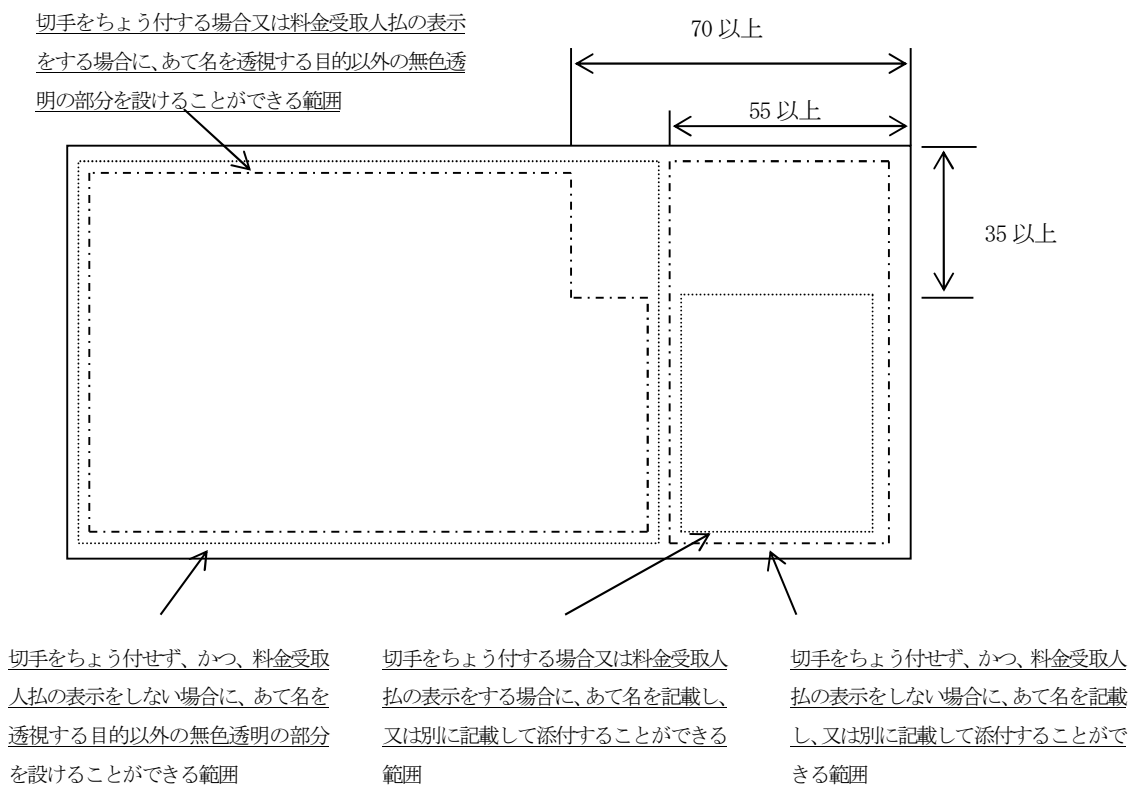 切手をちょう付する場合又は料金受取人払の表示
をする場合に、あて名を透視する目的以外の無色透
明の部分を設けることができる範囲
70 以上
55 以上
35 以上
切手をちょう付せず、かつ、料金受取
人払の表示をしない場合に、あて名を
透視する目的以外の無色透明の部分
を設けることができる範囲
切手をちょう付する場合又は料金受取人
払の表示をする場合に、あて名を記載し、
又は別に記載して添付することができる
範囲
切手をちょう付せず、かつ、料金受取人
払の表示をしない場合に、あて名を記載
し、又は別に記載して添付することがで
きる範囲